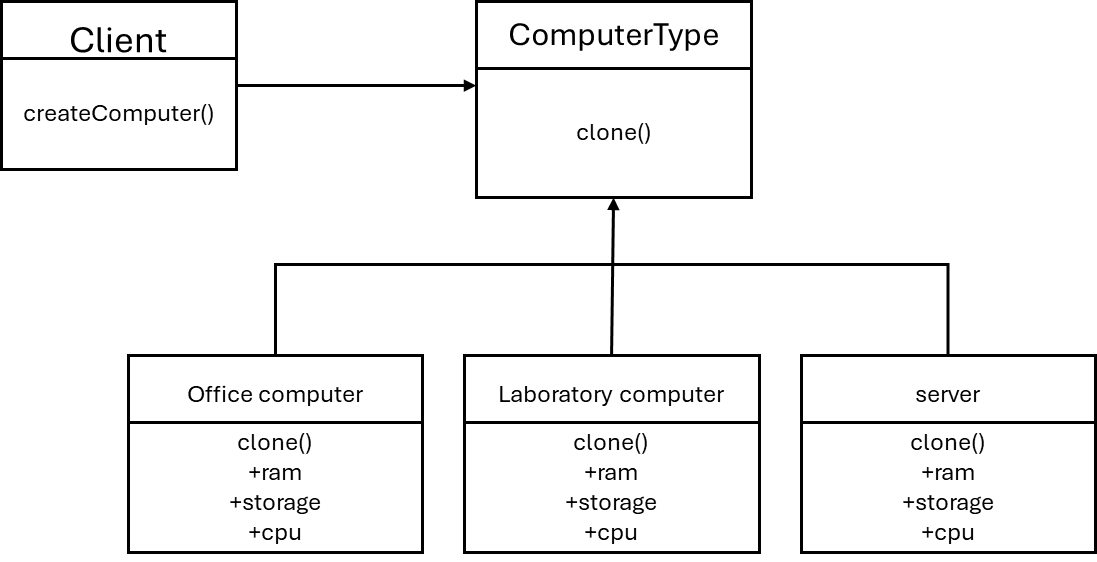 Client
createComputer()
ComputerType
clone()
Office computer
clone()
+ram
+storage
+cpu
Laboratory computer
clone()
+ram
+storage
+cpu
server
clone()
+ram
+storage
+cpu